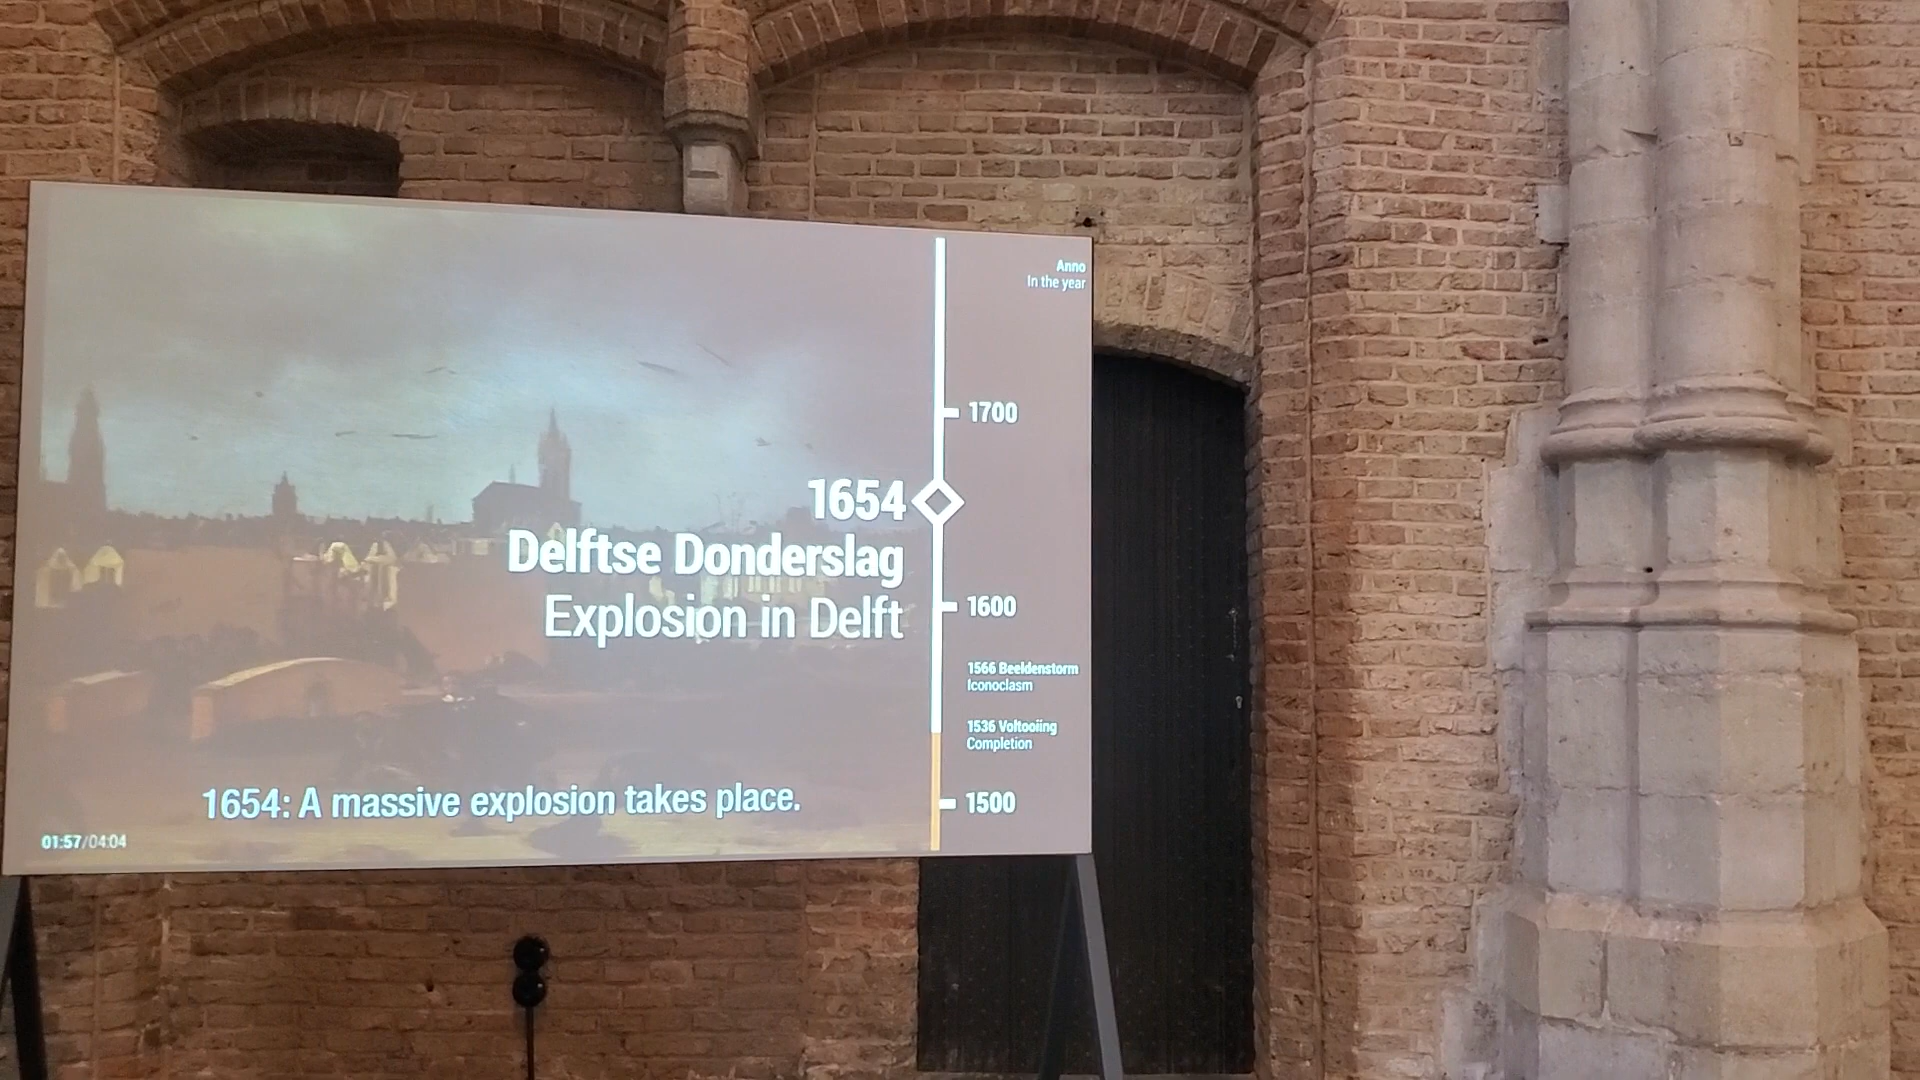 Anno
In the year
1700
1654
Delftse Donderslag
Explosion in Delft
1600
1566 Beeldenstorm
Iconoclasm
1536 Voltooiing
Completion
1500
1654: A massive explosion takes place.
01:57/04:04